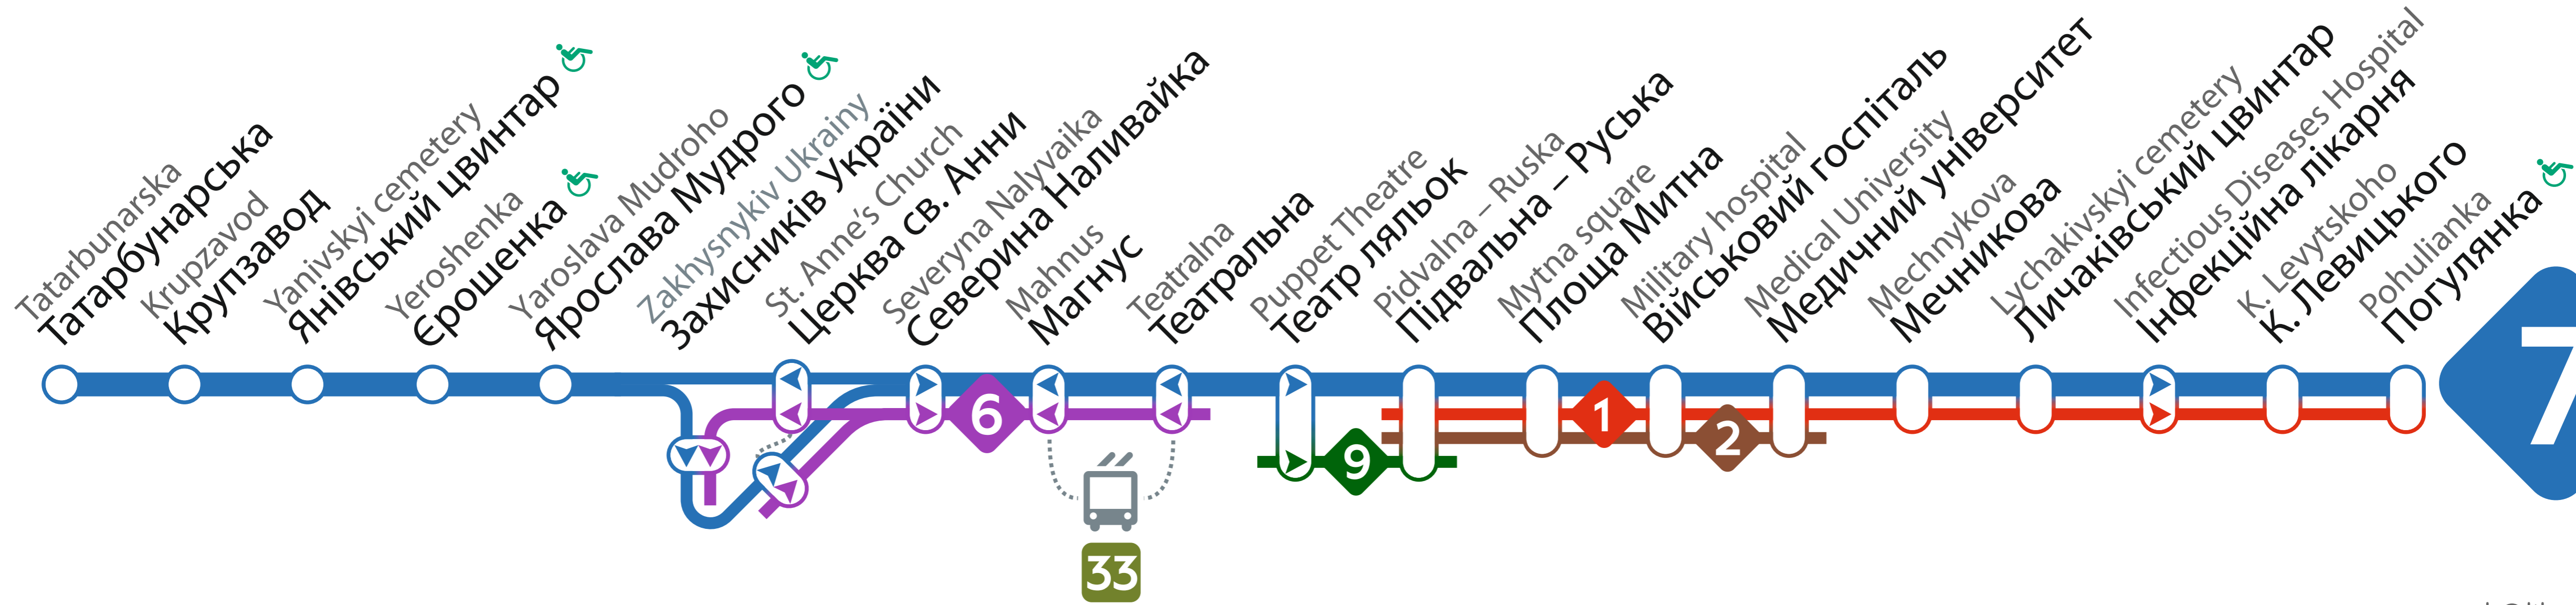 Tatarbunarska
Татарбунарська
Krupzavod
Крупзавод
Yanivskyi cemetery
Янівський цвинтар
Yeroshenka
Єрошенка
Yaroslava Mudroho
Ярослава Мудрого
Zakhysnykiv Ukrainy
Захисників України
St. Anne's Church
Церква св. Анни
Severyna Nalyvaika
Северина Наливайка
Mahnus
Магнус
Teatralna
Театральна
Puppet Theatre
Театр ляльок
Pidvalna – Ruska
Підвальна – Руська
Mytna square
Площа Митна
Military hospital
Військовий госпіталь
Medical University
Медичний університет
Mechnykova
Мечникова
Lychakivskyi cemetery
Личаківський цвинтар
Infectious Diseases Hospital
Інфекційна лікарня
K. Levytskoho
К. Левицького
Pohulianka
Погулянка
7
6
1
2
9
33